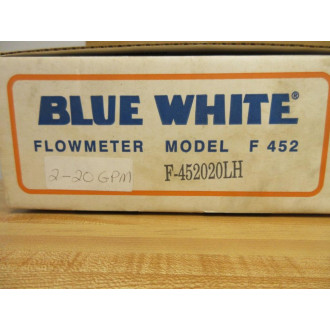 BLUE WHITE®
FLOWMETER MODEL F 452
2-20 GPM F-452020LH